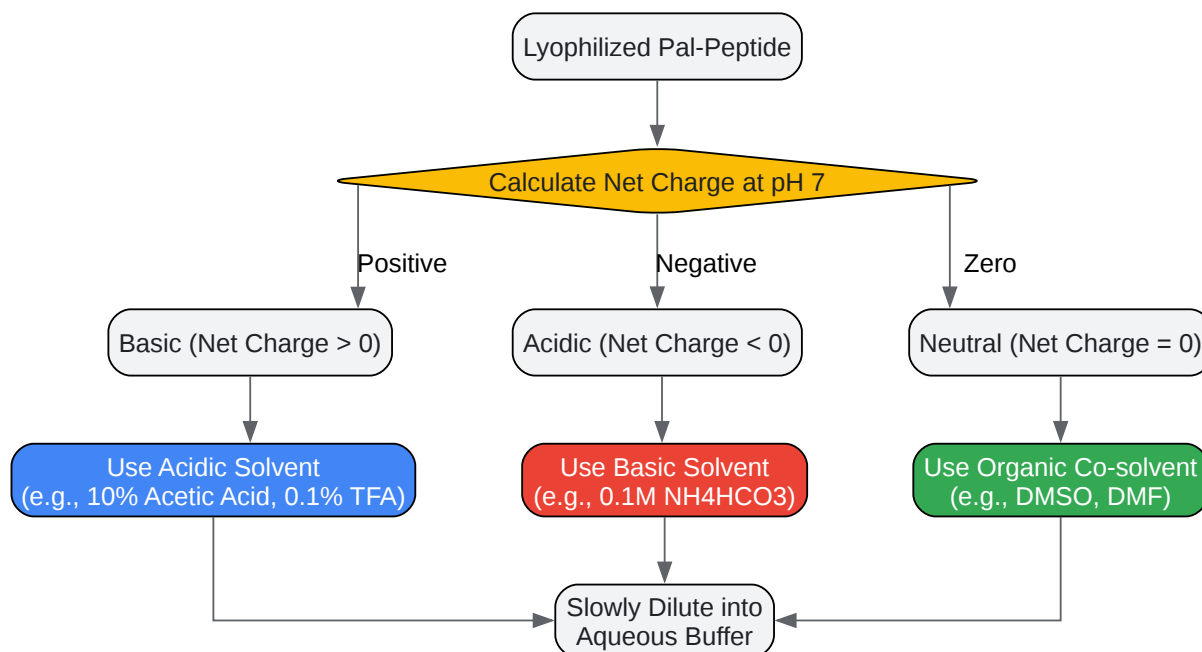 Lyophilized Pal-Peptide
Calculate Net Charge at pH 7
Positive
Negative
Zero
Basic (Net Charge > 0)
Acidic (Net Charge < 0)
Neutral (Net Charge = 0)
Use Acidic Solvent
(e.g., 10% Acetic Acid, 0.1% TFA)
Use Basic Solvent
(e.g., 0.1M NH4HCO3)
Use Organic Co-solvent
(e.g., DMSO, DMF)
Slowly Dilute into
Aqueous Buffer